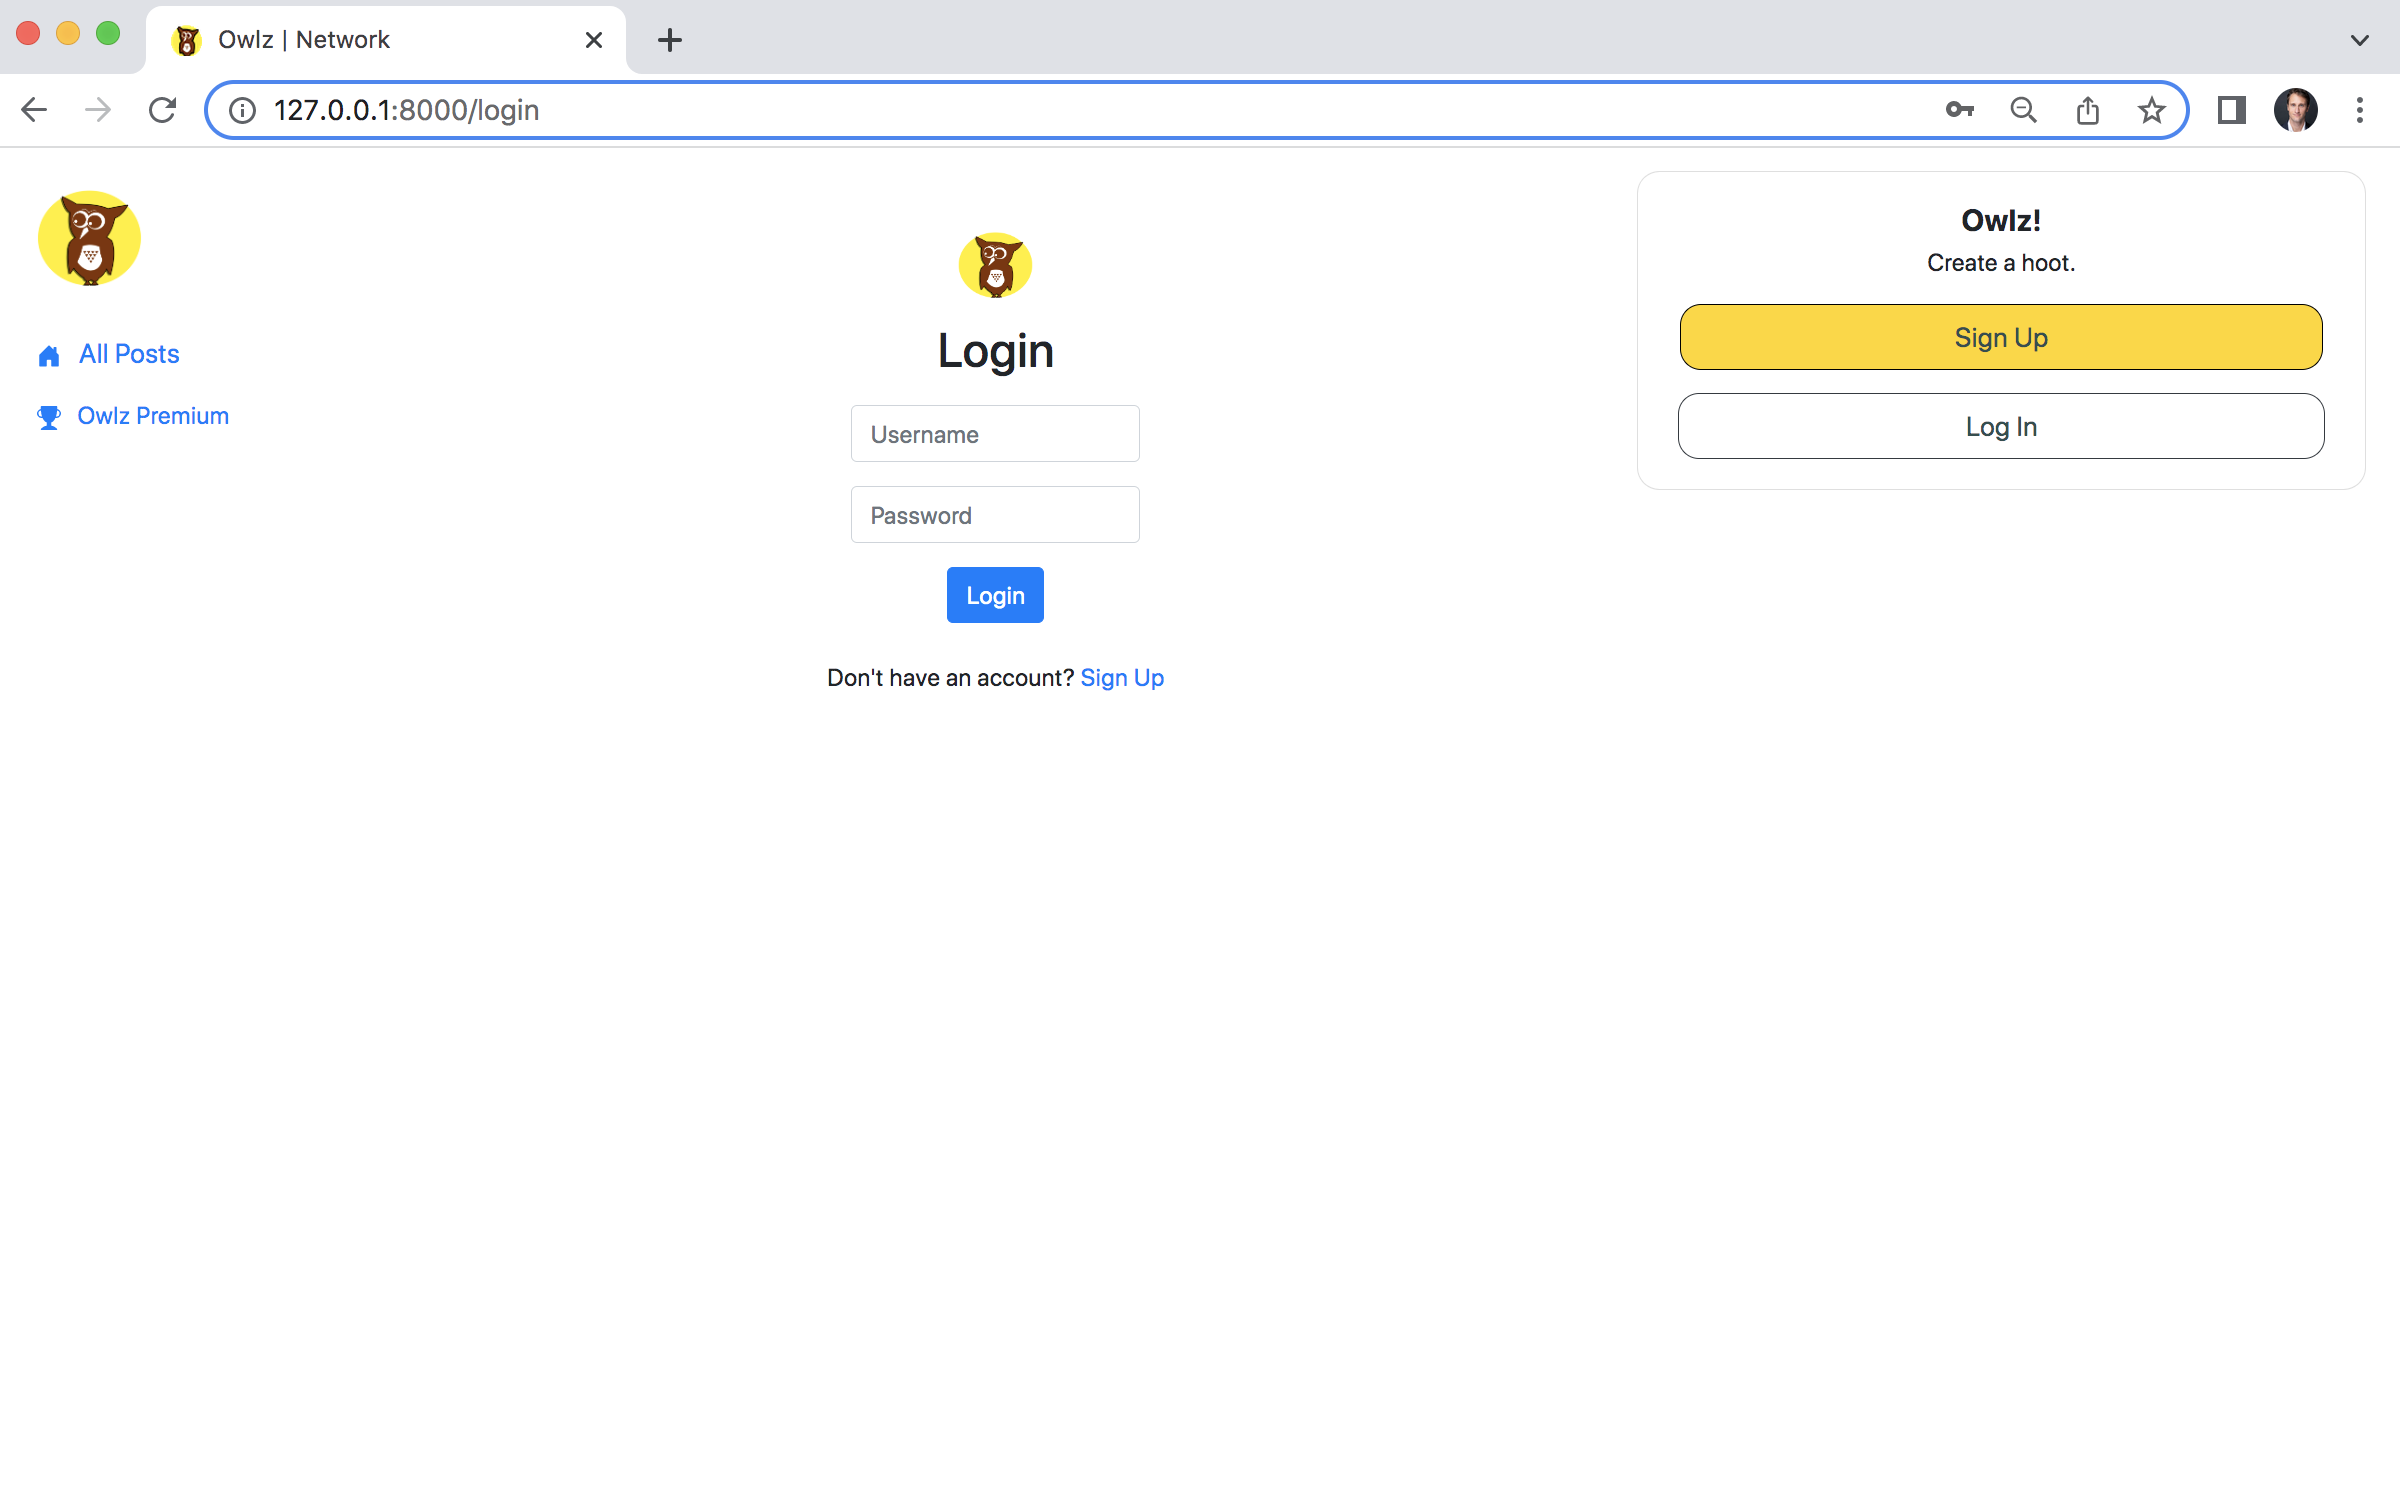 Owlz | Network
127.0.0.1:8000/login
All Posts
Owlz Premium
Login
Username
Password
Login
Don't have an account? Sign Up
Owlz!
Create a hoot.
Sign Up
Log In